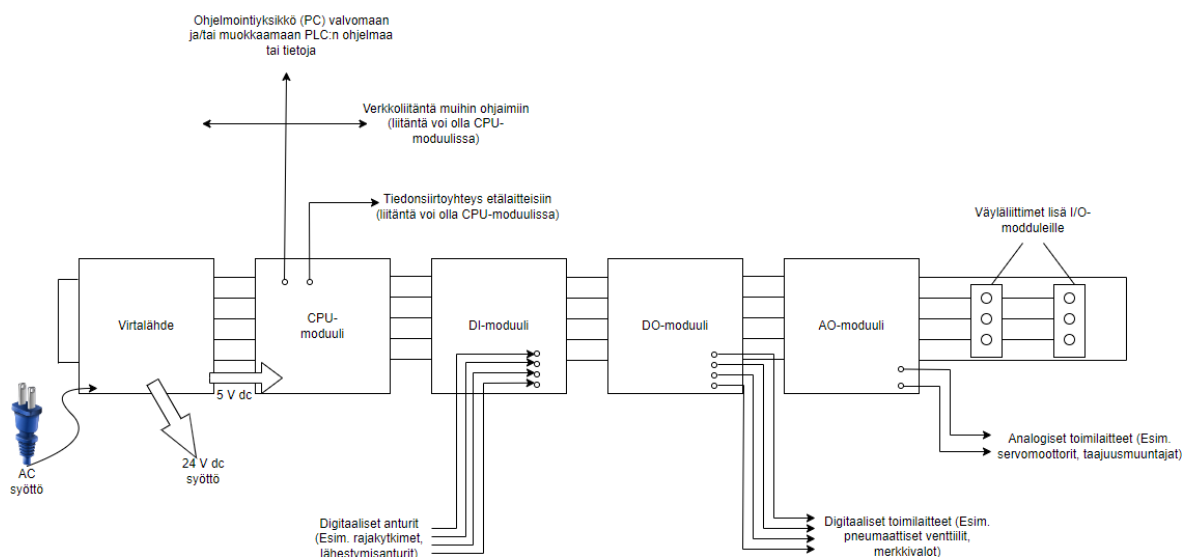 Ohjelmointiyksikkö (PC) valvomaan
ja/tai muokkaamaan PLC:n ohjelmaa
tai tietoja
Verkkoliitäntä muihin ohjaimiin
(liitäntä voi olla CPU-
moduulissa)
Tiedonsiirtoyhteys etälaitteisiin
(liitäntä voi olla CPU-moduulissa)
Väyläliittimet lisä I/O-
modduleille
Virtalähde
CPU-
moduuli
DI-moduuli
DO-moduuli
AO-moduuli
5 V dc
AC
syöttö
24 V dc
syöttö
Analogiset toimilaitteet (Esim.
servomoottorit, taajuusmuuntajat)
Digitaaliset anturit
(Esim. rajakytkimet,
lähestymisanturit)
Digitaaliset toimilaitteet (Esim.
pneumaattiset venttiilit,
merkkivalot)